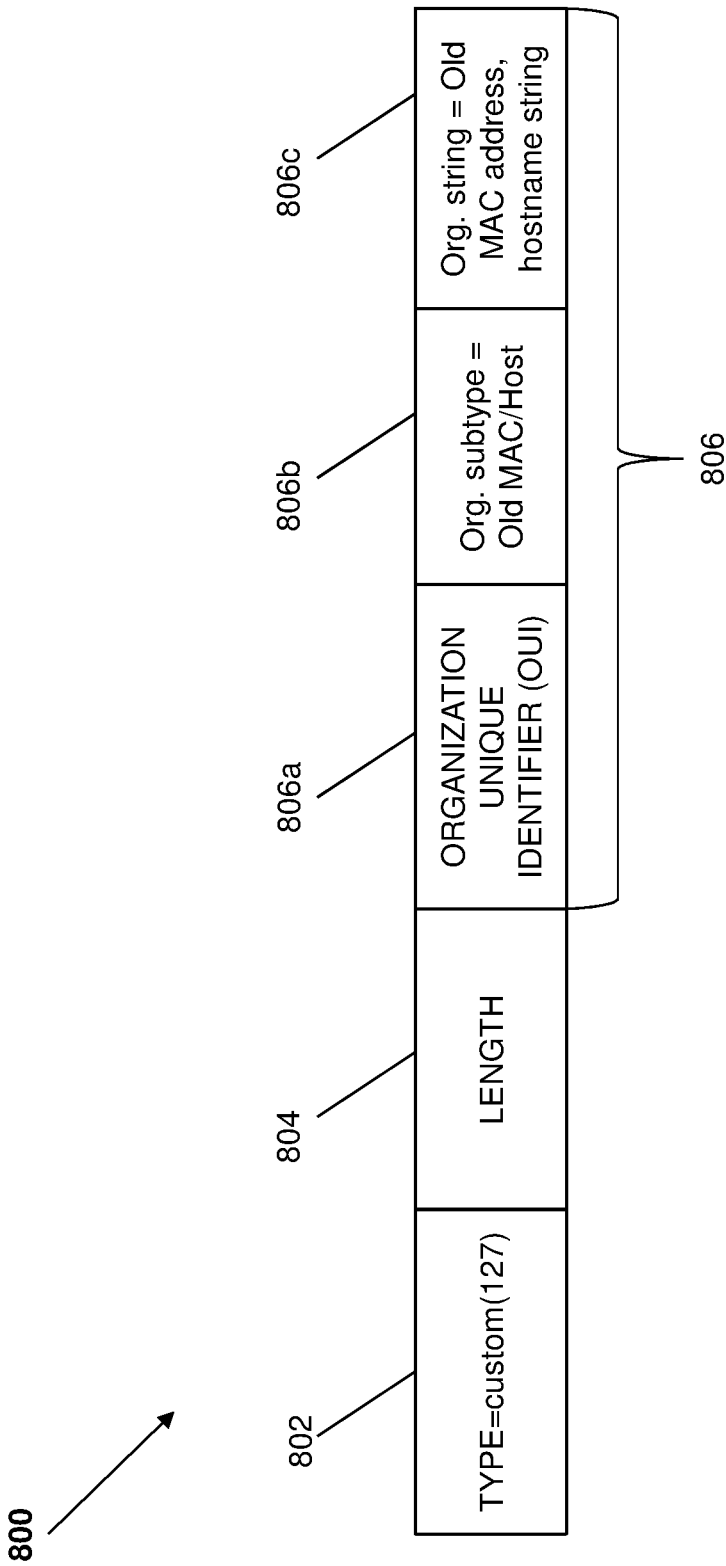 800
802
804
806a
806b
806c
TYPE=custom(127)
LENGTH
ORGANIZATION
UNIQUE
IDENTIFIER (OUI)
Org. subtype =
Old MAC/Host
Org. string = Old
MAC address,
hostname string
806